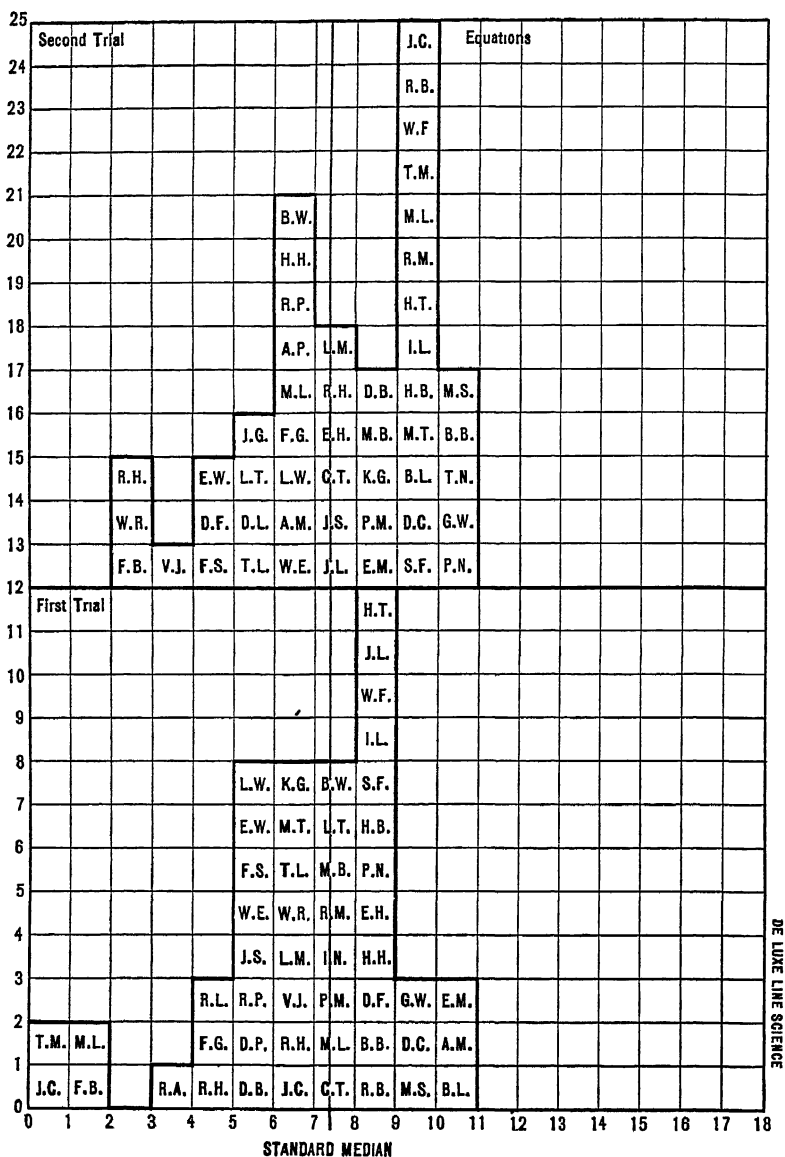 25 Second Trial J.C. Equations
24 R.B.
23 W.F
22 T.M.
21 B.W. M.L.
20 H.H. R.M.
19 R.P. H.T.
18 A.P. L.M. I.L.
17 M.L. R.H. D.B. H.B. M.S.
16 J.G. F.G. E.H. M.B. M.T. B.B.
15 R.H. E.W. L.T. L.W. C.T. K.G. B.L. T.N.
14 W.R. D.F. D.L. A.M. J.S. P.M. D.C. G.W.
13 F.B. V.J. F.S. T.L. W.E. J.L. E.M. S.F. P.N.
12 First Trial H.T.
11 J.L.
10 W.F.
9 I.L.
8 L.W. K.G. B.W. S.F.
7 E.W. M.T. L.T. H.B.
6 F.S. T.L. M.B. P.N.
5 W.E. W.R. R.M. E.H.
4 J.S. L.M. I.N. H.H.
3 R.L. R.P. V.J. P.M. D.F. G.W. E.M.
2 T.M. M.L. F.G. D.P. R.H. M.L. B.B. D.C. A.M.
1 J.C. F.B. R.A. R.H. D.B. J.C. C.T. R.B. M.S. B.L.
0
0 1 2 3 4 5 6 7 8 9 10 11 12 13 14 15 16 17 18
STANDARD MEDIAN
DE LUXE LINE SCIENCE